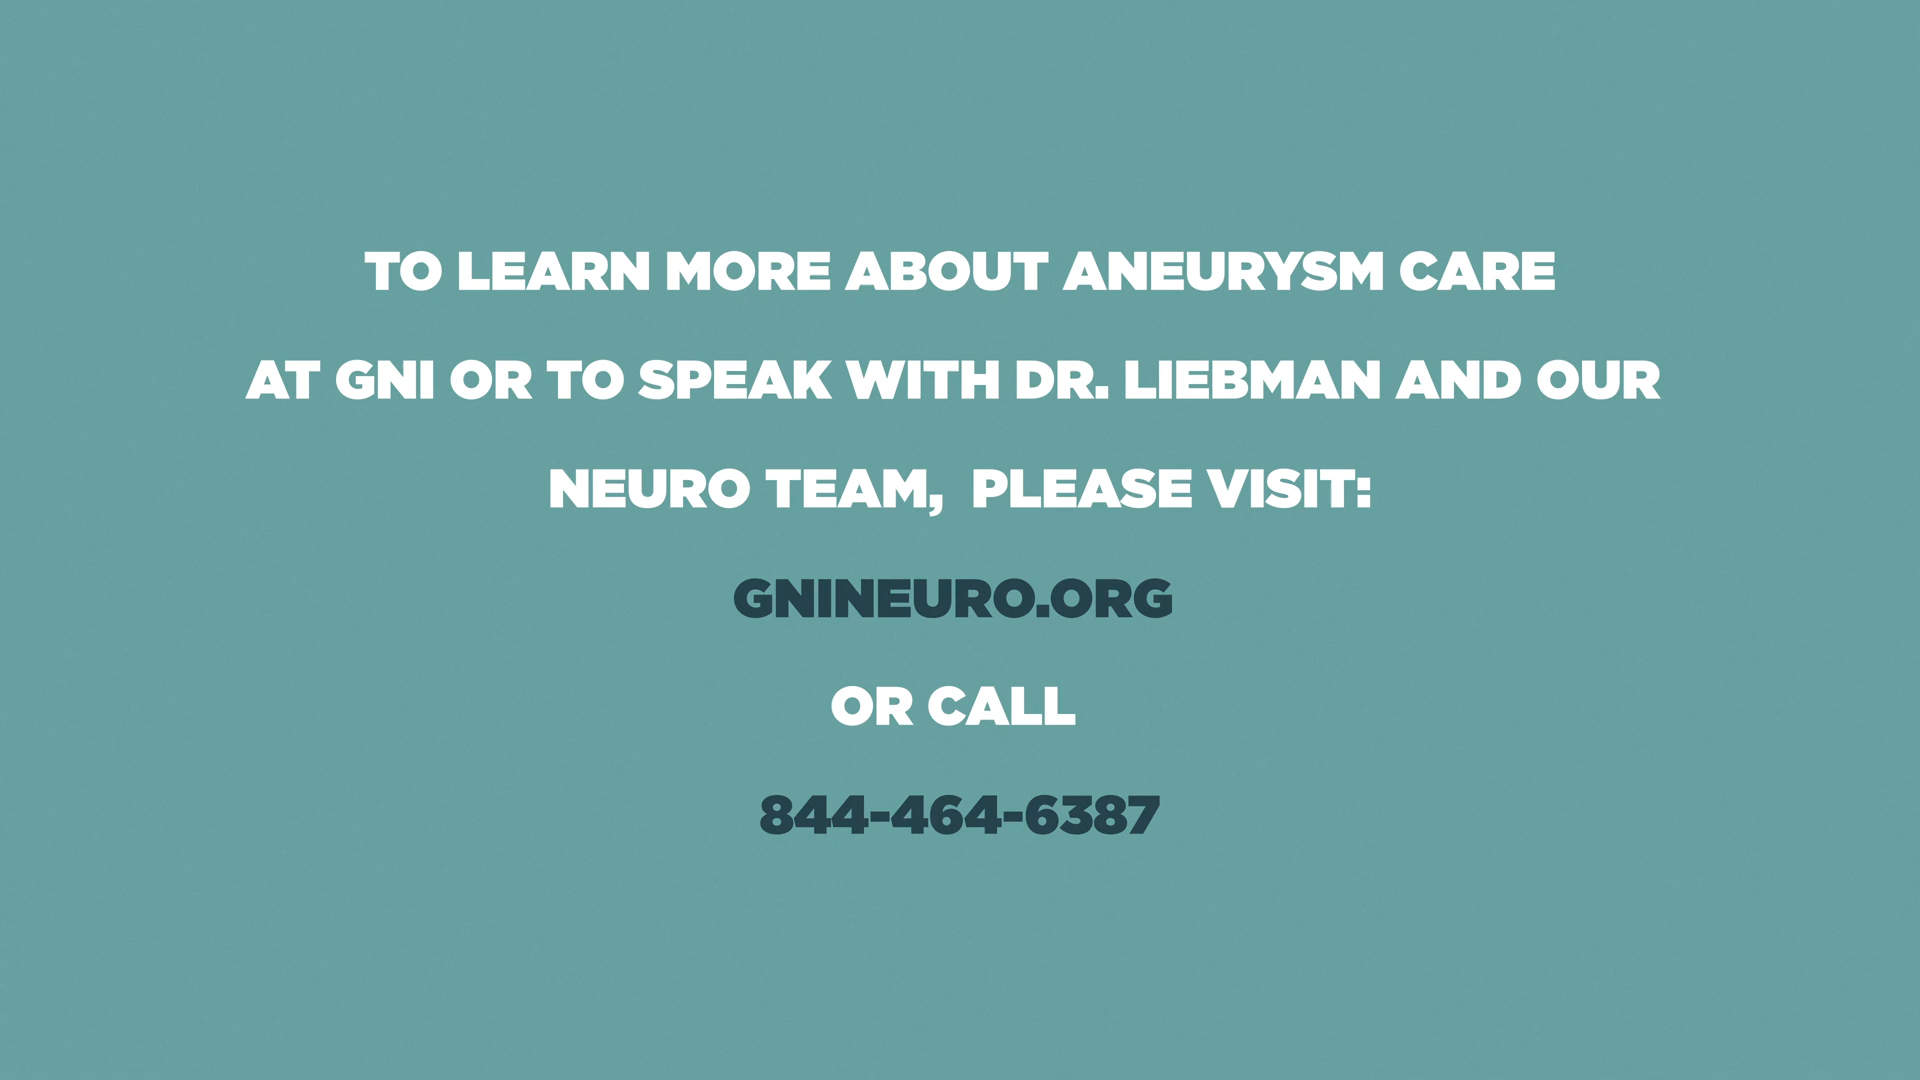 TO LEARN MORE ABOUT ANEURYSM CARE
AT GNI OR TO SPEAK WITH DR. LIEBMAN AND OUR
NEURO TEAM,  PLEASE VISIT:
GNINEURO.ORG
OR CALL
844-464-6387